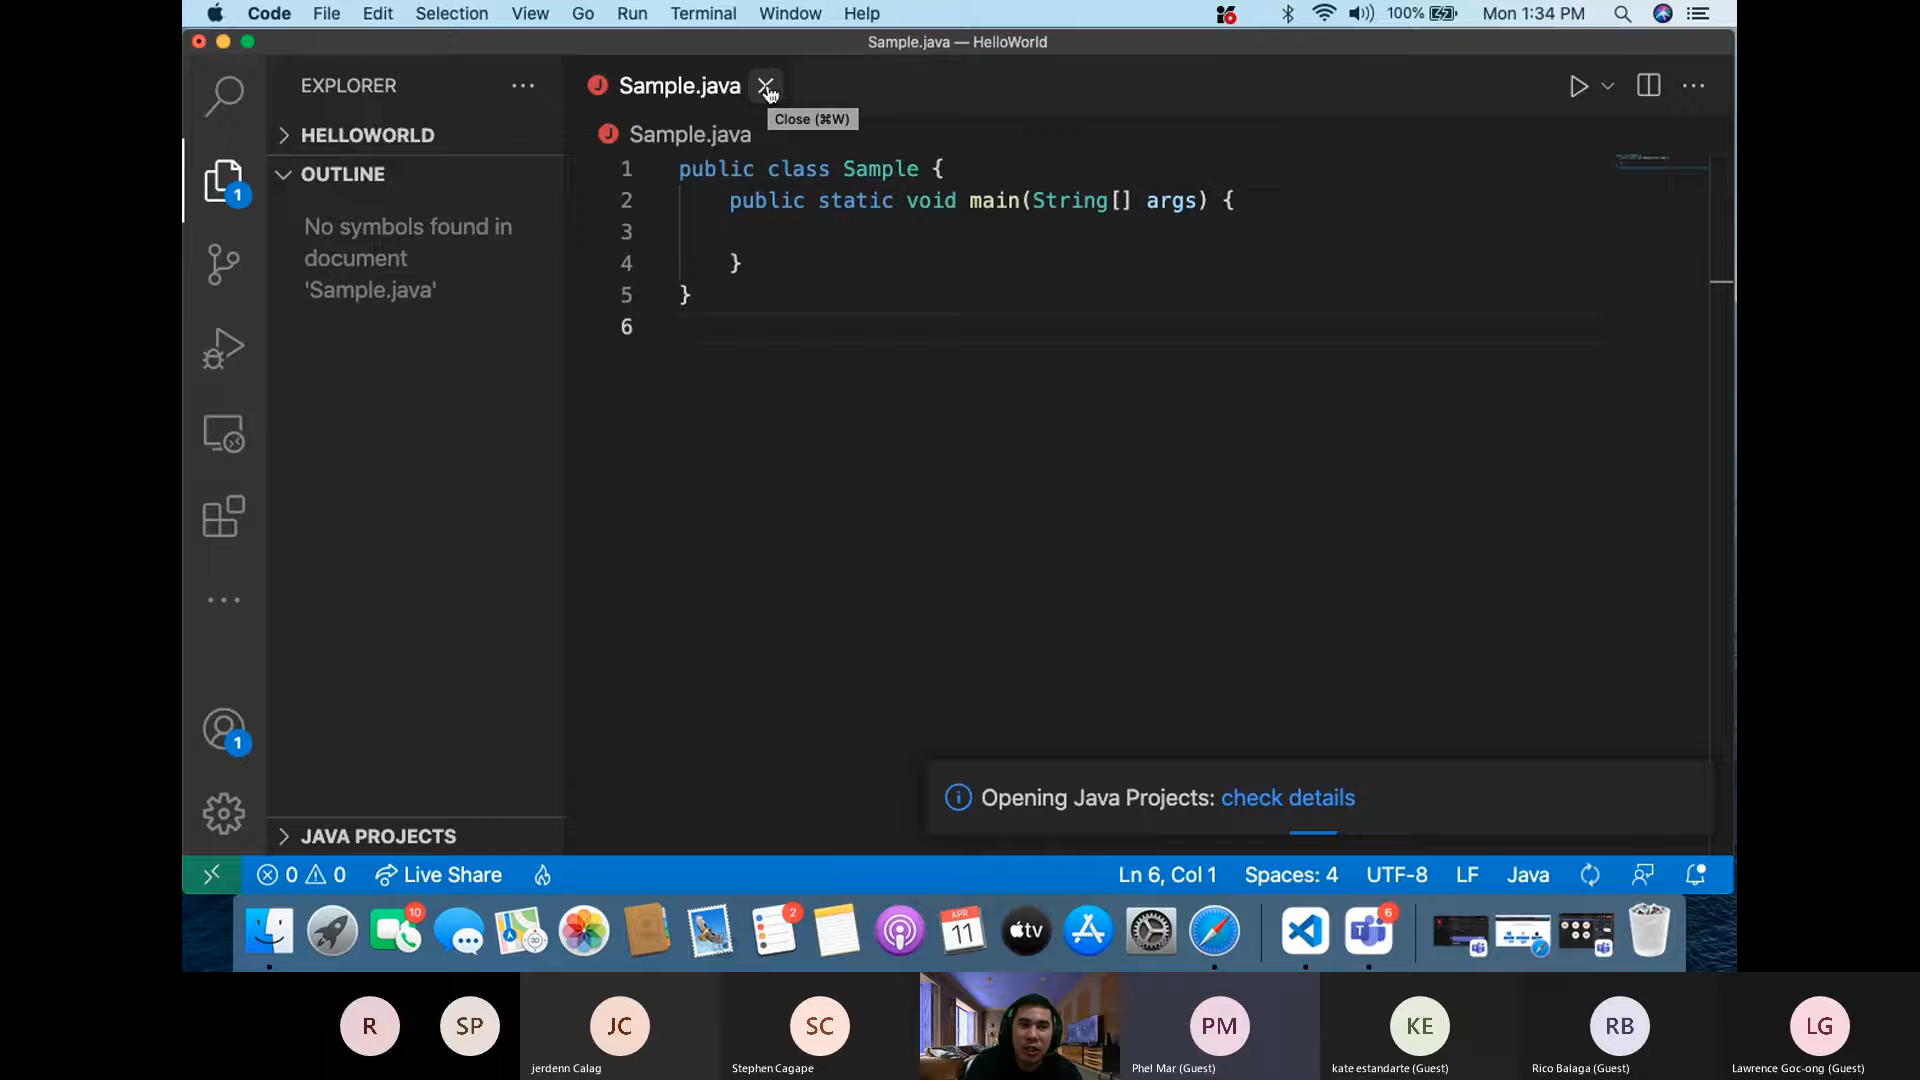 Code File Edit Selection View Go Run Terminal Window Help 100% Mon 1:34 PM
Sample.java — HelloWorld
EXPLORER
Sample.java
Close (⌘W)
HELLOWORLD
Sample.java
OUTLINE
No symbols found in
document
'Sample.java'
1 public class Sample {
2 public static void main(String[] args) {
3
4 }
5 }
6
1
1
Opening Java Projects: check details
JAVA PROJECTS
0 0 Live Share Ln 6, Col 1 Spaces: 4 UTF-8 LF Java
10
2
APR
11
tv
6
R
SP
JC
SC
PM
KE
RB
LG
jerdenn Calag
Stephen Cagape
Phel Mar (Guest)
kate estandarte (Guest)
Rico Balaga (Guest)
Lawrence Goc-ong (Guest)